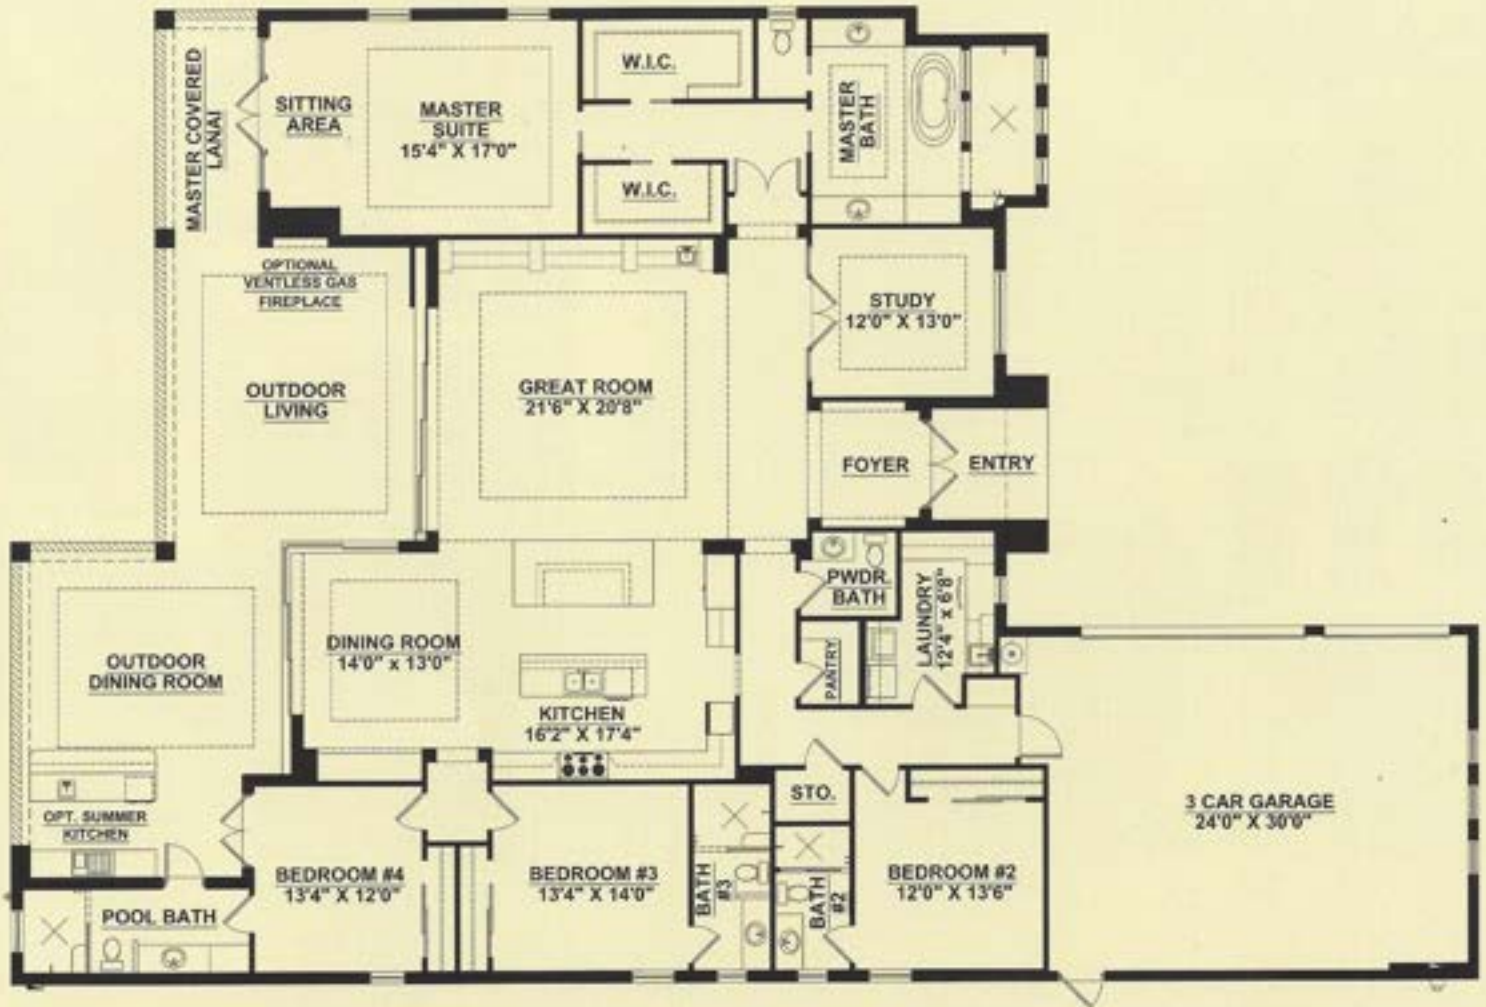 MASTER COVERED
LANAI
SITTING
AREA
MASTER
SUITE
15'4" X 17'0"
W.I.C.
W.I.C.
MASTER
BATH
OPTIONAL
VENTLESS GAS
FIREPLACE
OUTDOOR
LIVING
GREAT ROOM
21'6" X 20'8"
STUDY
12'0" X 13'0"
FOYER
ENTRY
OUTDOOR
DINING ROOM
DINING ROOM
14'0" x 13'0"
KITCHEN
16'2" X 17'4"
PWDR.
BATH
PANTRY
LAUNDRY
12'4" x 6'8"
3 CAR GARAGE
24'0" X 30'0"
OPT. SUMMER
KITCHEN
POOL BATH
BEDROOM #4
13'4" X 12'0"
BEDROOM #3
13'4" X 14'0"
BATH
#3
STO.
BATH
#2
BEDROOM #2
12'0" X 13'6"